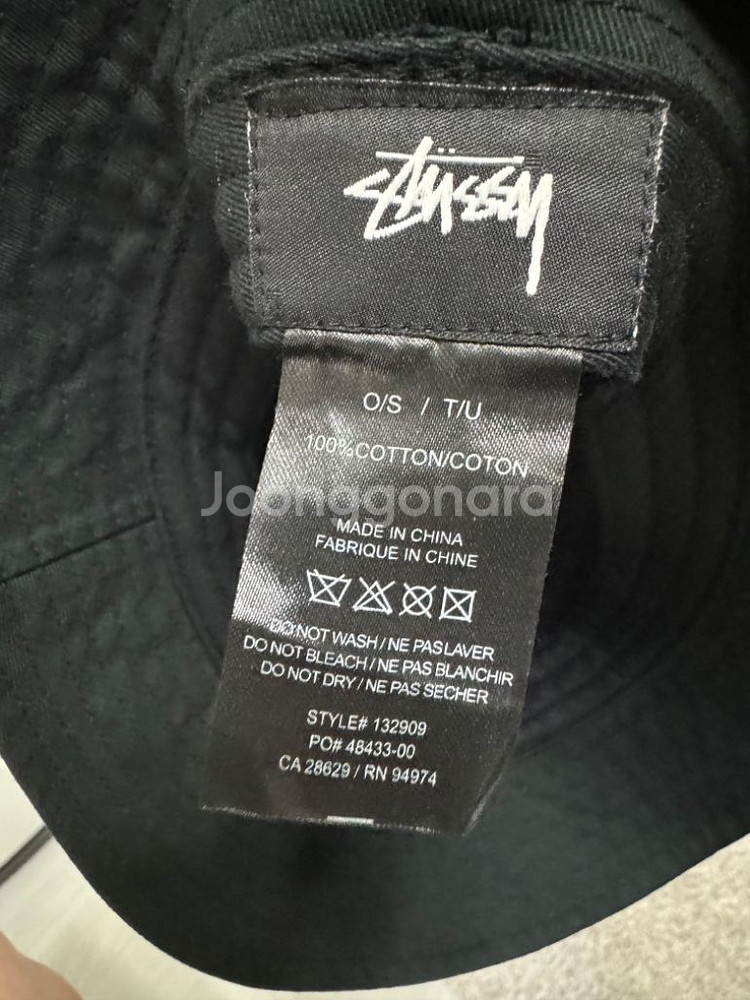 STÜSSY
O/S / T/U
100%COTTON/COTON
Joonggonara
MADE IN CHINA
FABRIQUE IN CHINE
DO NOT WASH/NE PAS LAVER
DO NOT BLEACH/NE PAS BLANCHIR
DO NOT DRY/NE PAS SECHER
STYLE# 132909
PO# 48433-00
CA 28629 / RN 94974